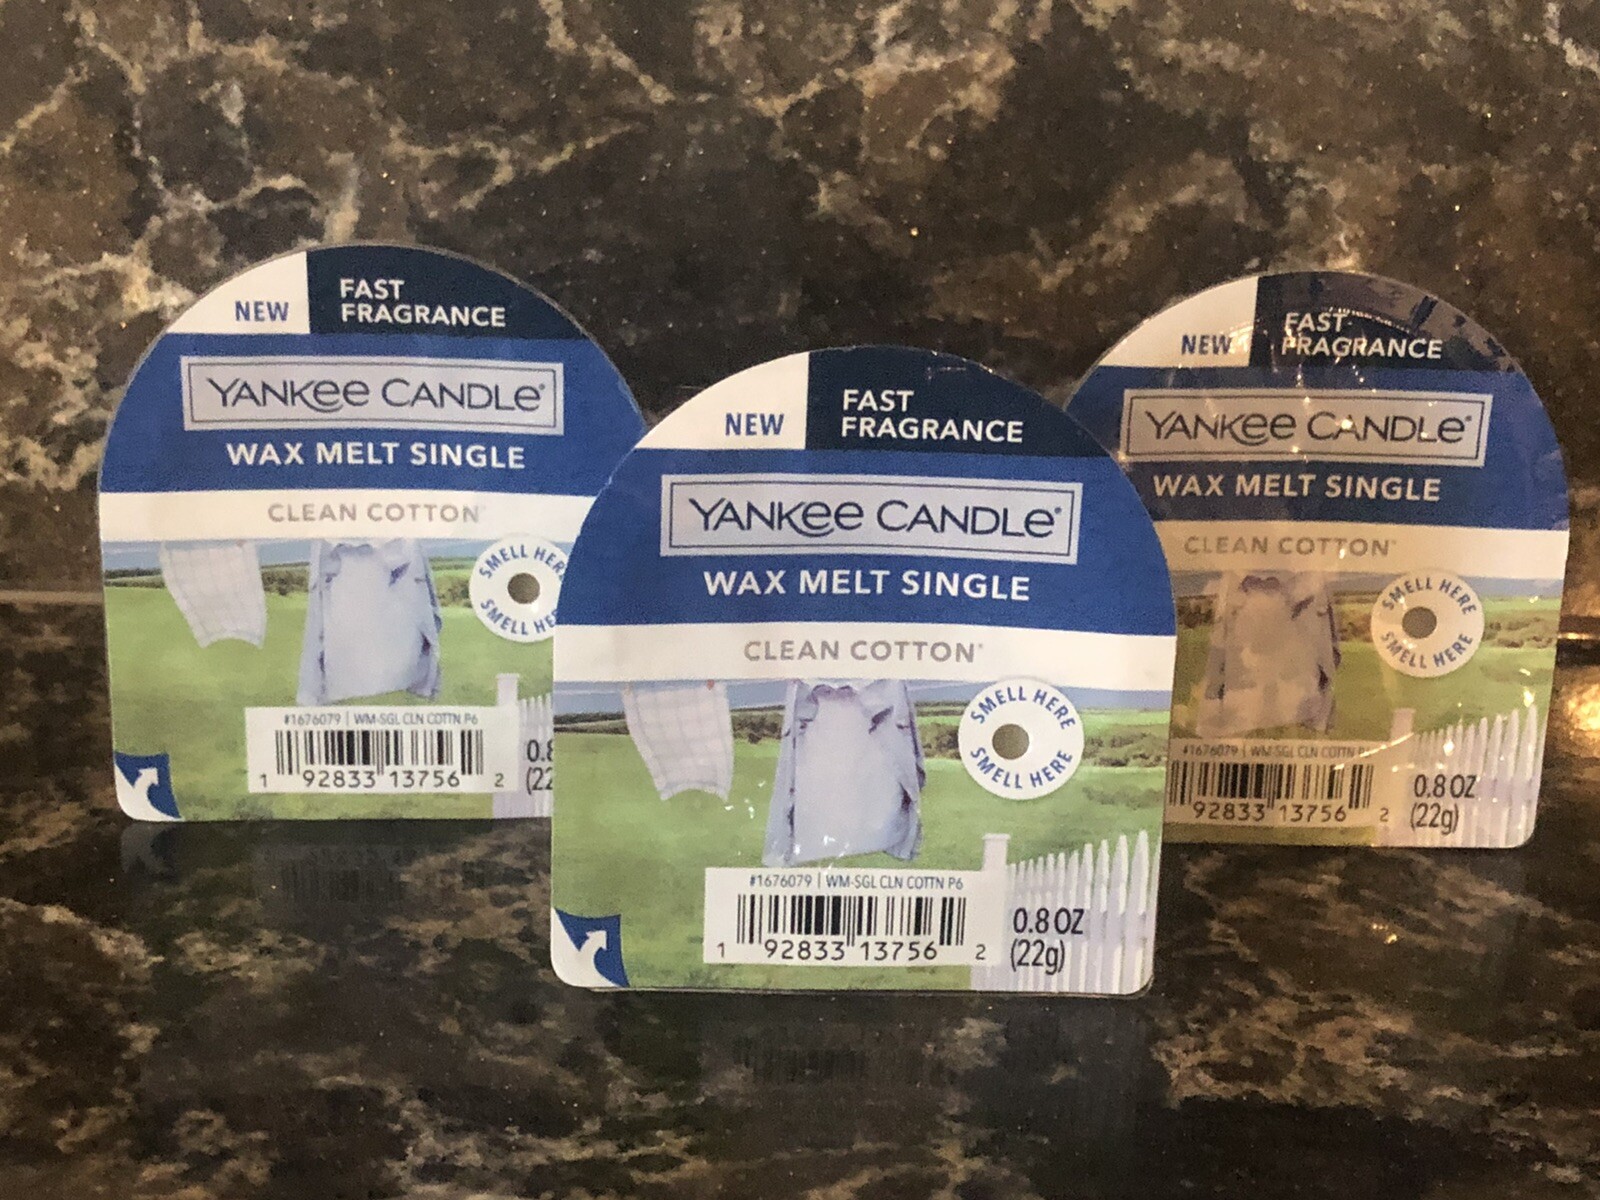 NEW
FAST
FRAGRANCE
YANKEE CANDLE®
WAX MELT SINGLE
CLEAN COTTON
SMELL HERE
SMELL HERE
#1676079 | WM-SGL CLN COTTN P6
1 92833 13756 2
NEW
FAST
FRAGRANCE
YANKEE CANDLE®
WAX MELT SINGLE
CLEAN COTTON®
SMELL HERE
SMELL HERE
#1676079 | WM-SGL CLN COTTN P6
1 92833 13756 2
0.8 OZ
(22g)
NEW
FAST
FRAGRANCE
YANKEE CANDLE®
WAX MELT SINGLE
CLEAN COTTON®
SMELL HERE
SMELL HERE
#1676079 | WM-SGL CLN COTTN
92833 13756 2
0.8 OZ
(22g)